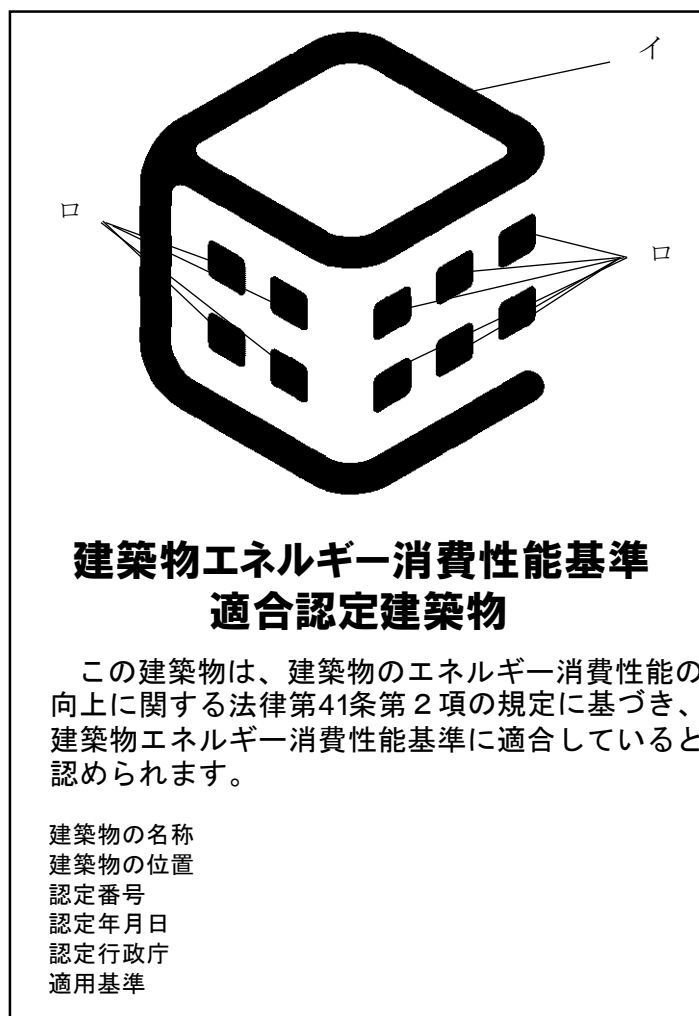 イ
ロ
ロ
建築物エネルギー消費性能基準
適合認定建築物
　この建築物は、建築物のエネルギー消費性能の
向上に関する法律第41条第２項の規定に基づき、
建築物エネルギー消費性能基準に適合していると
認められます。
建築物の名称
建築物の位置
認定番号
認定年月日
認定行政庁
適用基準